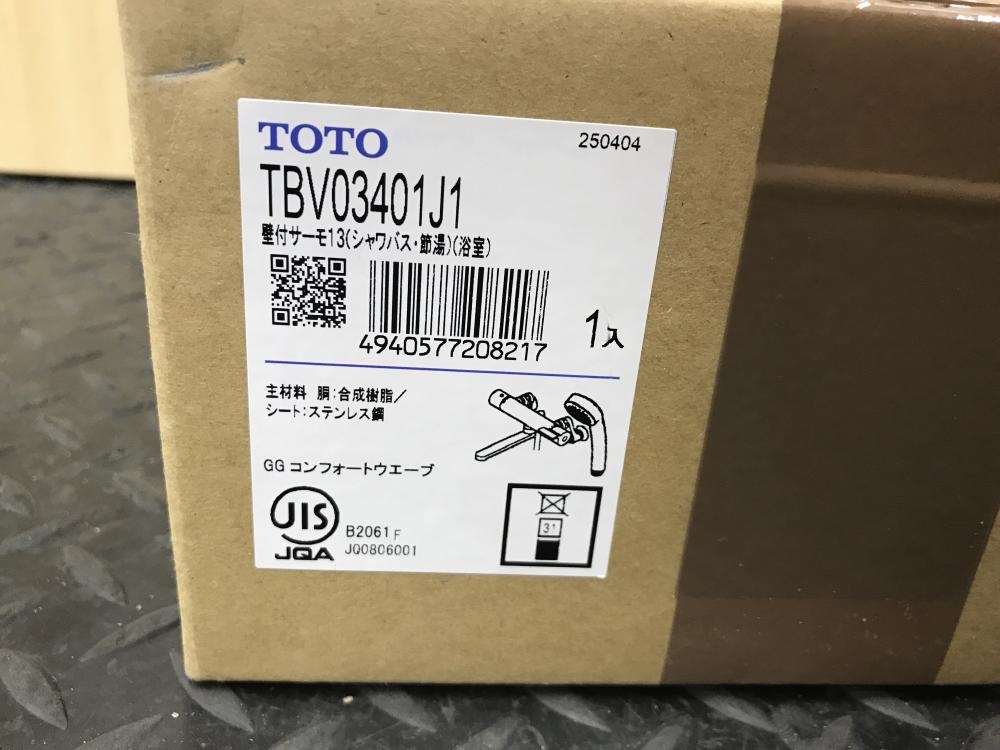 TOTO
250404
TBV03401J1
壁付サーモ13(シャワバス・節湯)(浴室)
4940577208217
1入
主材料 胴:合成樹脂/
シート:ステンレス鋼
GG コンフォートウエーブ
JIS
JQA
B2061 F
JQ0806001
31